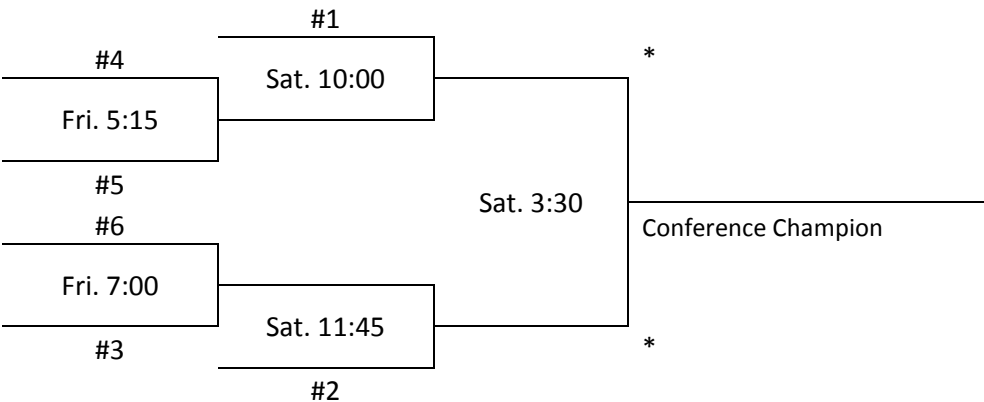 #1
#4
*
Sat. 10:00
Fri. 5:15
#5
Sat. 3:30
#6
Conference Champion
Fri. 7:00
Sat. 11:45
#3
*
#2